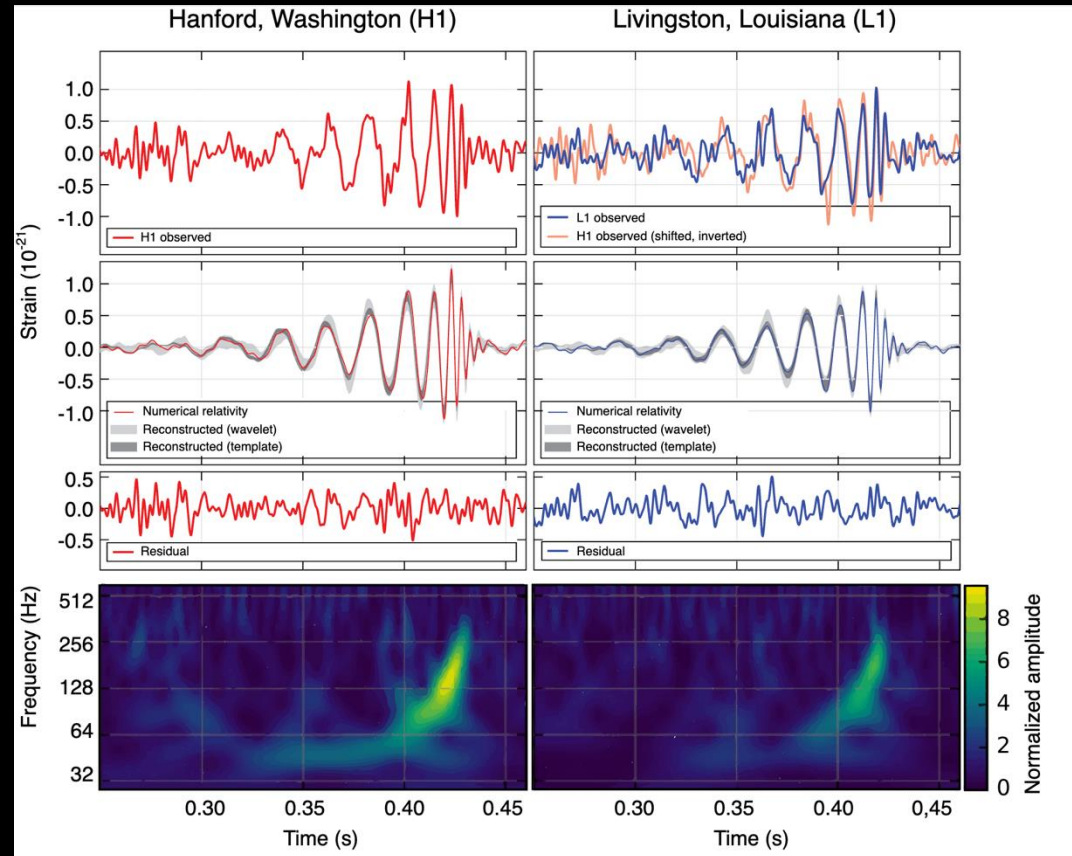 Hanford, Washington (H1)
Livingston, Louisiana (L1)
Strain (10⁻²¹)
1.0
0.5
0.0
-0.5
-1.0
H1 observed
L1 observed
H1 observed (shifted, inverted)
1.0
0.5
0.0
-0.5
-1.0
Numerical relativity
Reconstructed (wavelet)
Reconstructed (template)
Numerical relativity
Reconstructed (wavelet)
Reconstructed (template)
0.5
0.0
-0.5
Residual
Residual
Frequency (Hz)
512
256
128
64
32
0.30
0.35
0.40
0.45
Time (s)
0.30
0.35
0.40
0,45
Time (s)
8
6
4
2
0
Normalized amplitude